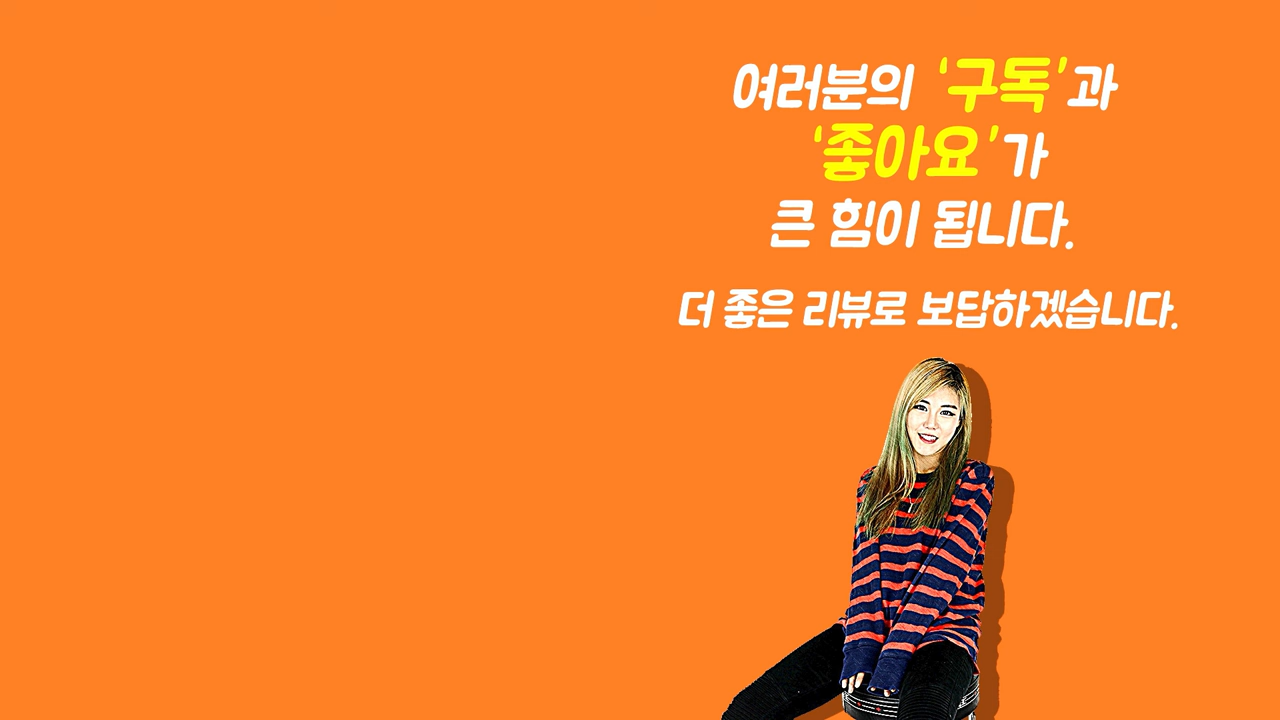 여러분의 '구독'과
'좋아요'가
큰 힘이 됩니다.
더 좋은 리뷰로 보답하겠습니다.